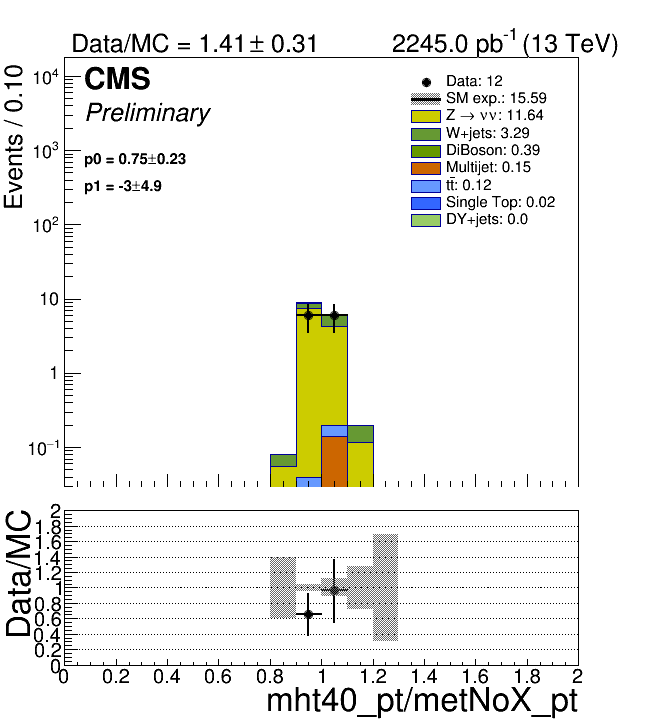 Data/MC = 1.41 ± 0.31
2245.0 pb⁻¹ (13 TeV)
Events / 0.10
10⁴
10³
10²
10
1
10⁻¹
CMS
Preliminary
p0 = 0.75±0.23
p1 = -3±4.9
Data: 12
SM exp.: 15.59
Z → νν: 11.64
W+jets: 3.29
DiBoson: 0.39
Multijet: 0.15
tt̄: 0.12
Single Top: 0.02
DY+jets: 0.0
Data/MC
2
1.8
1.6
1.4
1.2
1
0.8
0.6
0.4
0.2
0
0 0.2 0.4 0.6 0.8 1 1.2 1.4 1.6 1.8 2
mht40_pt/metNoX_pt